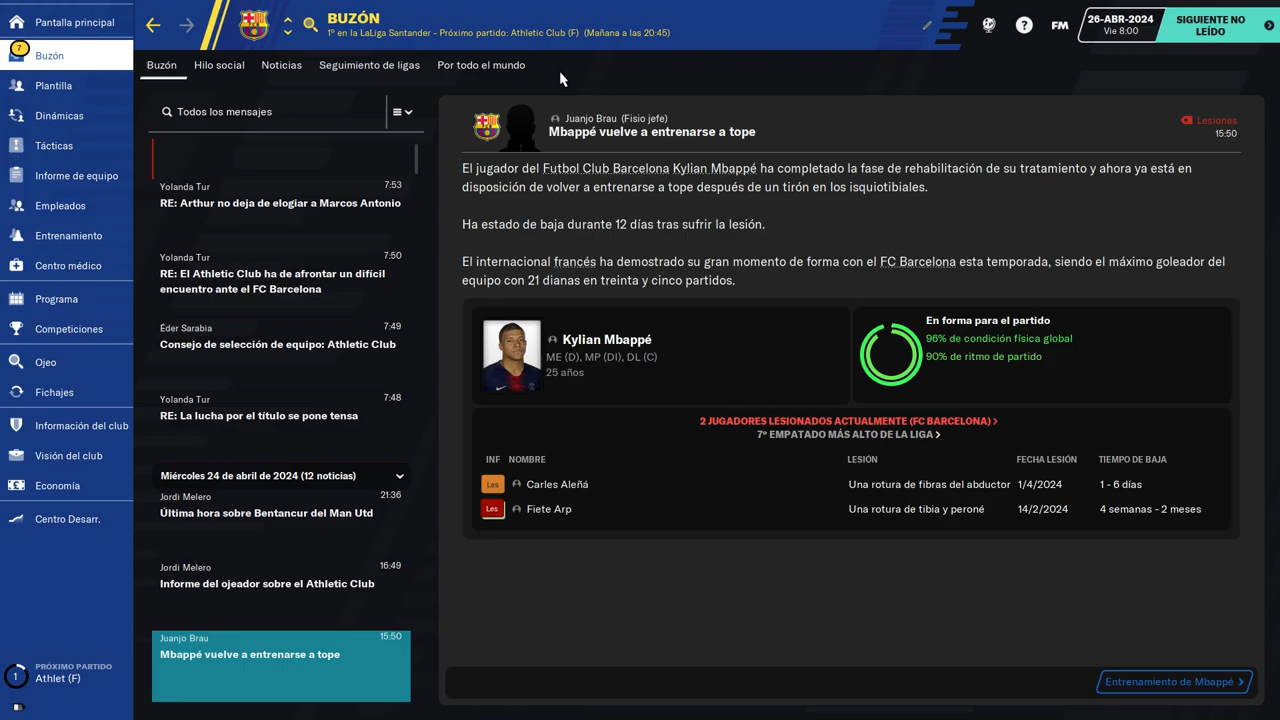 Pantalla principal
7
Buzón
Plantilla
Dinámicas
Tácticas
Informe de equipo
Empleados
Entrenamiento
Centro médico
Programa
Competiciones
Ojeo
Fichajes
Información del club
Visión del club
Economía
Centro Desarr.
1
PRÓXIMO PARTIDO
Athlet (F)
BUZÓN
1º en la LaLiga Santander - Próximo partido: Athletic Club (F) (Mañana a las 20:45)
?
FM
26-ABR-2024
Vie 8:00
SIGUIENTE NO LEÍDO
Buzón
Hilo social
Noticias
Seguimiento de ligas
Por todo el mundo
Todos los mensajes
Yolanda Tur 7:53
RE: Arthur no deja de elogiar a Marcos Antonio
Yolanda Tur 7:50
RE: El Athletic Club ha de afrontar un difícil
encuentro ante el FC Barcelona
Éder Sarabia 7:49
Consejo de selección de equipo: Athletic Club
Yolanda Tur 7:48
RE: La lucha por el título se pone tensa
Miércoles 24 de abril de 2024 (12 noticias)
Jordi Melero 21:36
Última hora sobre Bentancur del Man Utd
Jordi Melero 16:49
Informe del ojeador sobre el Athletic Club
Juanjo Brau 15:50
Mbappé vuelve a entrenarse a tope
Juanjo Brau (Fisio jefe)
Mbappé vuelve a entrenarse a tope
Lesiones
15:50
El jugador del Futbol Club Barcelona Kylian Mbappé ha completado la fase de rehabilitación de su tratamiento y ahora ya está en
disposición de volver a entrenarse a tope después de un tirón en los isquiotibiales.
Ha estado de baja durante 12 días tras sufrir la lesión.
El internacional francés ha demostrado su gran momento de forma con el FC Barcelona esta temporada, siendo el máximo goleador del
equipo con 21 dianas en treinta y cinco partidos.
Kylian Mbappé
ME (D), MP (DI), DL (C)
25 años
En forma para el partido
96% de condición física global
90% de ritmo de partido
2 JUGADORES LESIONADOS ACTUALMENTE (FC BARCELONA)
7º EMPATADO MÁS ALTO DE LA LIGA
INF NOMBRE LESIÓN FECHA LESIÓN TIEMPO DE BAJA
Les Carles Aleñá Una rotura de fibras del abductor 1/4/2024 1 - 6 días
Les Fiete Arp Una rotura de tibia y peroné 14/2/2024 4 semanas - 2 meses
Entrenamiento de Mbappé